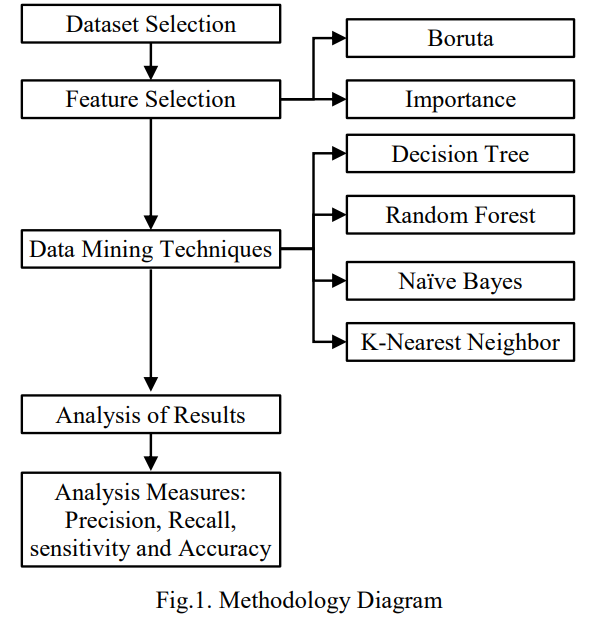 Dataset Selection
Boruta
Feature Selection
Importance
Decision Tree
Random Forest
Data Mining Techniques
Naïve Bayes
K-Nearest Neighbor
Analysis of Results
Analysis Measures:
Precision, Recall,
sensitivity and Accuracy
Fig.1. Methodology Diagram